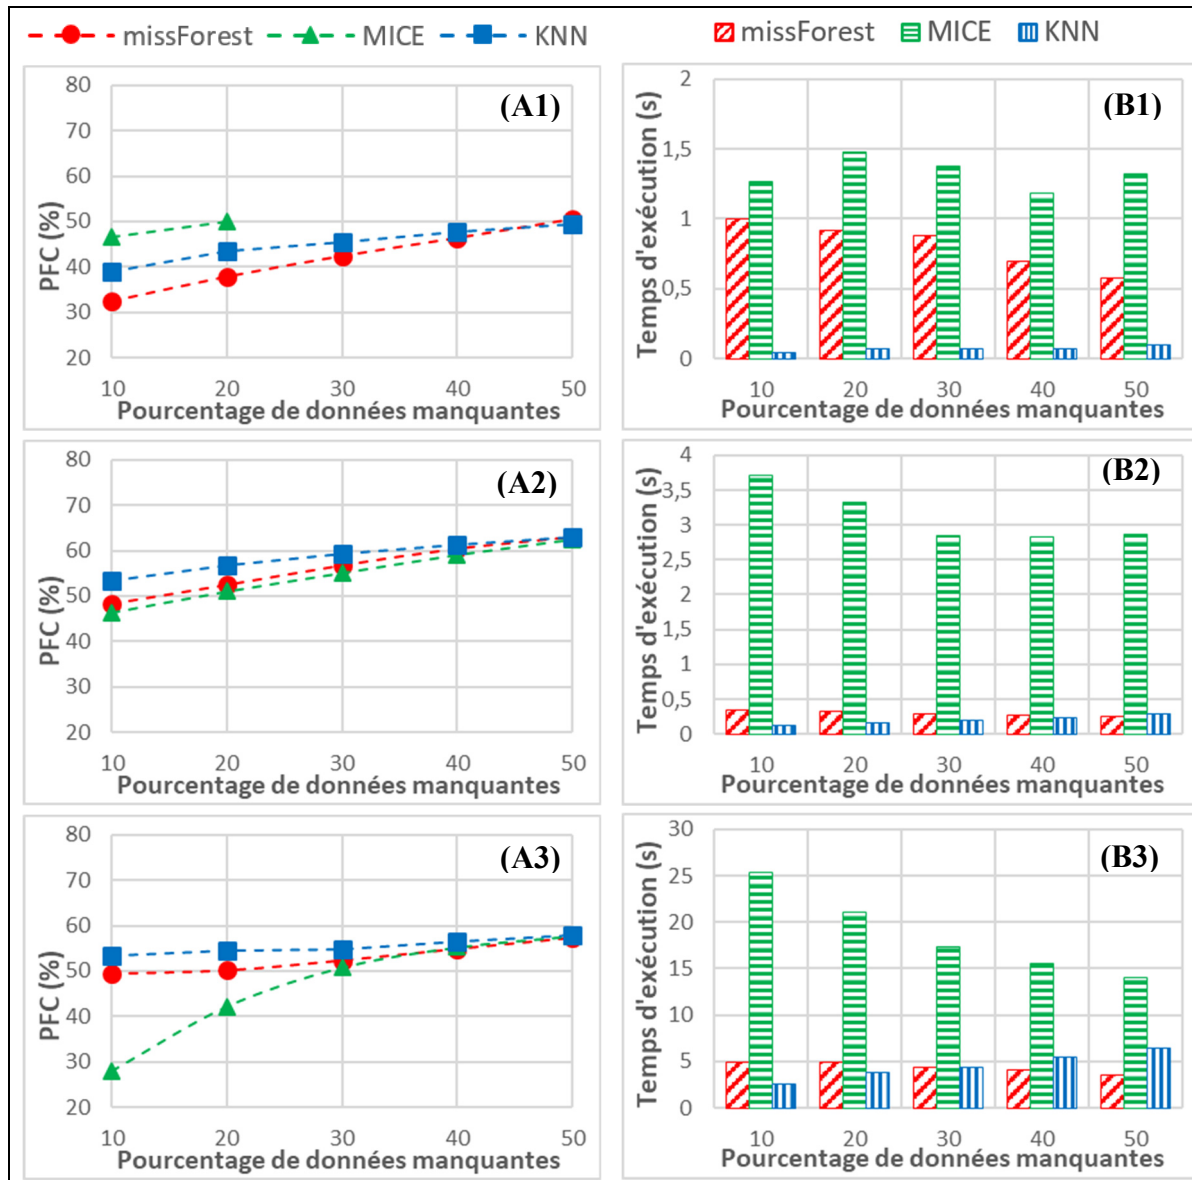 missForest MICE KNN
missForest MICE KNN
(A1)
PFC (%)
80
70
60
50
40
30
20
10 20 30 40 50
Pourcentage de données manquantes
(B1)
Temps d'exécution (s)
2
1,5
1
0,5
0
10 20 30 40 50
Pourcentage de données manquantes
(A2)
PFC (%)
80
70
60
50
40
30
20
10 20 30 40 50
Pourcentage de données manquantes
(B2)
Temps d'exécution (s)
4
3,5
3
2,5
2
1,5
1
0,5
0
10 20 30 40 50
Pourcentage de données manquantes
(A3)
PFC (%)
80
70
60
50
40
30
20
10 20 30 40 50
Pourcentage de données manquantes
(B3)
Temps d'exécution (s)
30
25
20
15
10
5
0
10 20 30 40 50
Pourcentage de données manquantes